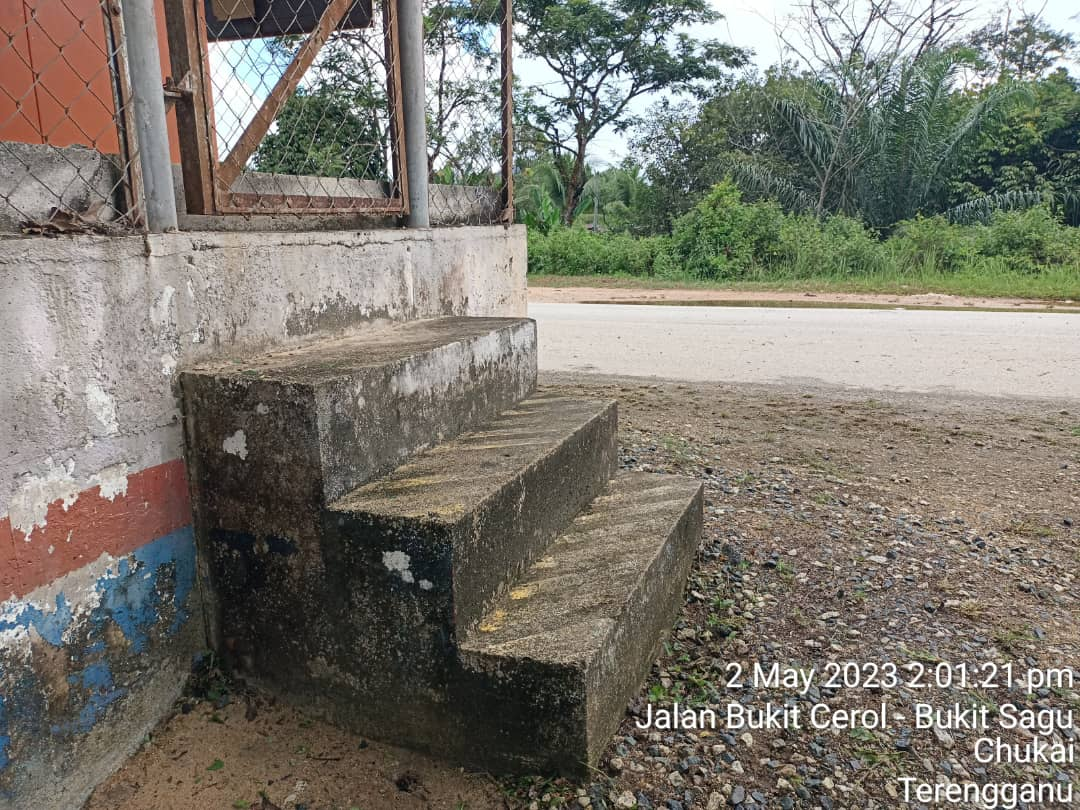 2 May 2023 2:01:21 pm
Jalan Bukit Cerol - Bukit Sagu
Chukai
Terengganu